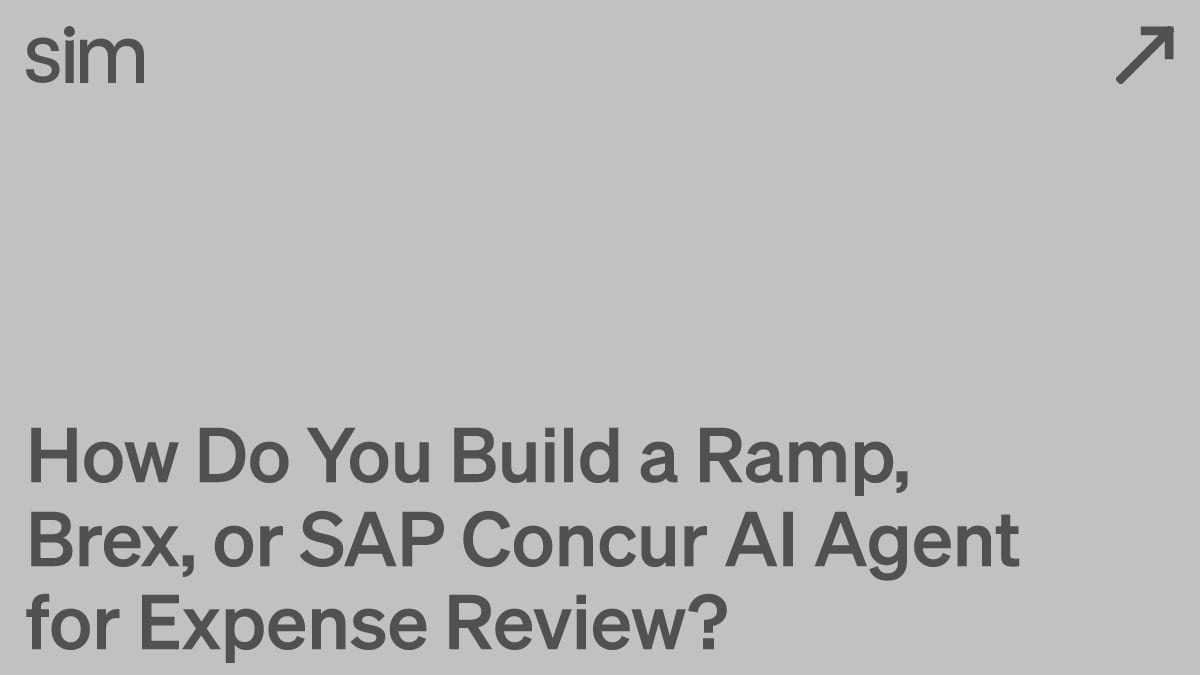 sim
How Do You Build a Ramp,
Brex, or SAP Concur AI Agent
for Expense Review?